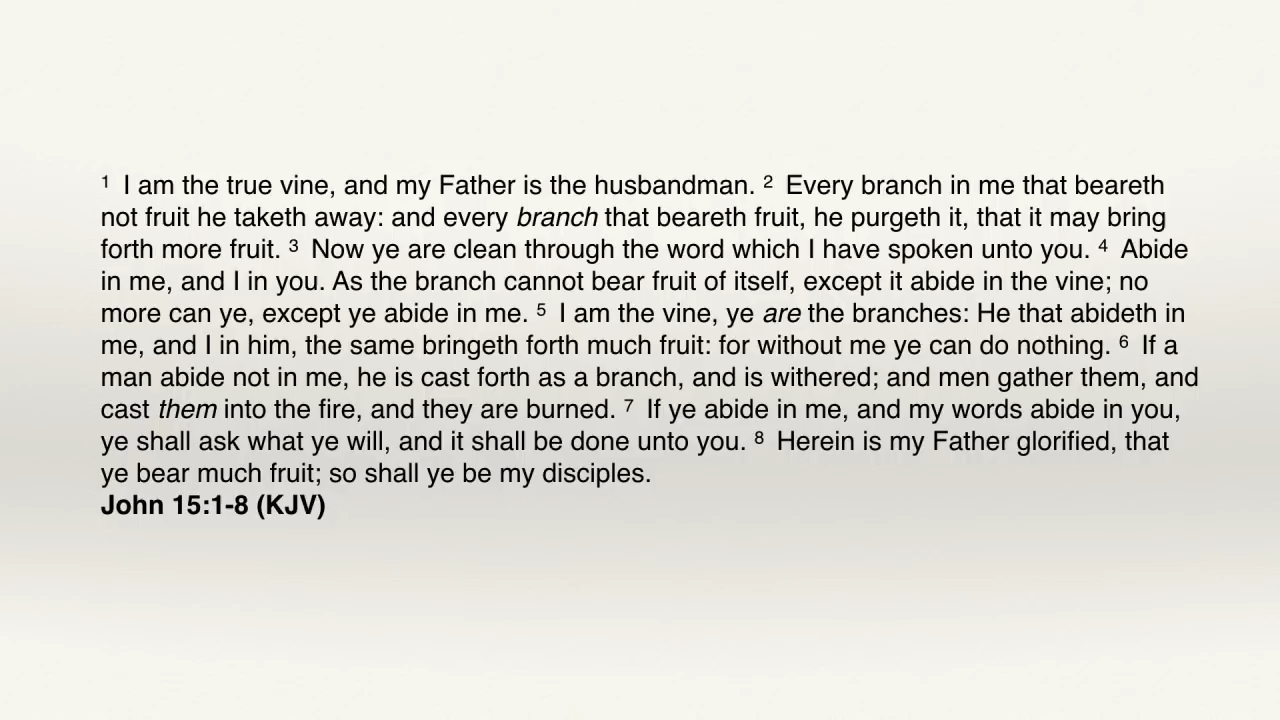 1 I am the true vine, and my Father is the husbandman. 2 Every branch in me that beareth
not fruit he taketh away: and every branch that beareth fruit, he purgeth it, that it may bring
forth more fruit. 3 Now ye are clean through the word which I have spoken unto you. 4 Abide
in me, and I in you. As the branch cannot bear fruit of itself, except it abide in the vine; no
more can ye, except ye abide in me. 5 I am the vine, ye are the branches: He that abideth in
me, and I in him, the same bringeth forth much fruit: for without me ye can do nothing. 6 If a
man abide not in me, he is cast forth as a branch, and is withered; and men gather them, and
cast them into the fire, and they are burned. 7 If ye abide in me, and my words abide in you,
ye shall ask what ye will, and it shall be done unto you. 8 Herein is my Father glorified, that
ye bear much fruit; so shall ye be my disciples.
John 15:1-8 (KJV)